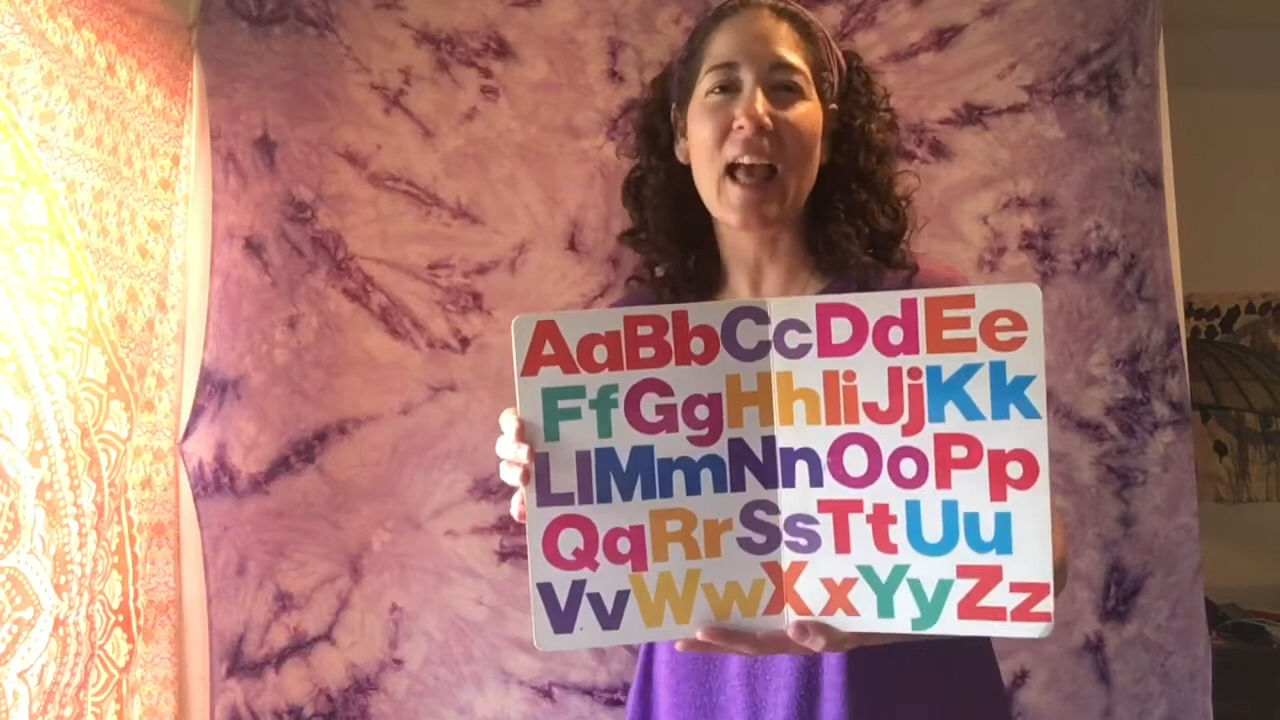 AaBbCcDdEe
FfGgHhIiJjKk
LlMmNnOoPp
QqRrSsTtUu
VvWwXxYyZz